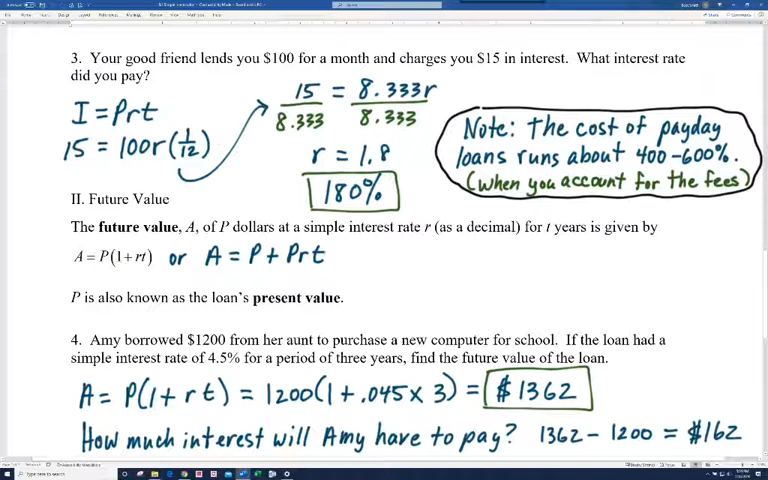 3. Your good friend lends you $100 for a month and charges you $15 in interest. What interest rate
did you pay?
I = Prt
15 = 100r(1/12)
15 = 8.333r
8.333 8.333
r = 1.8
180%
Note: The cost of payday
loans runs about 400-600%.
(when you account for the fees)
II. Future Value
The future value, A, of P dollars at a simple interest rate r (as a decimal) for t years is given by
A = P(1+rt) or A = P + Prt
P is also known as the loan's present value.
4. Amy borrowed $1200 from her aunt to purchase a new computer for school. If the loan had a
simple interest rate of 4.5% for a period of three years, find the future value of the loan.
A = P(1 + rt) = 1200(1 + .045 x 3) = $1362
How much interest will Amy have to pay? 1362 - 1200 = $162